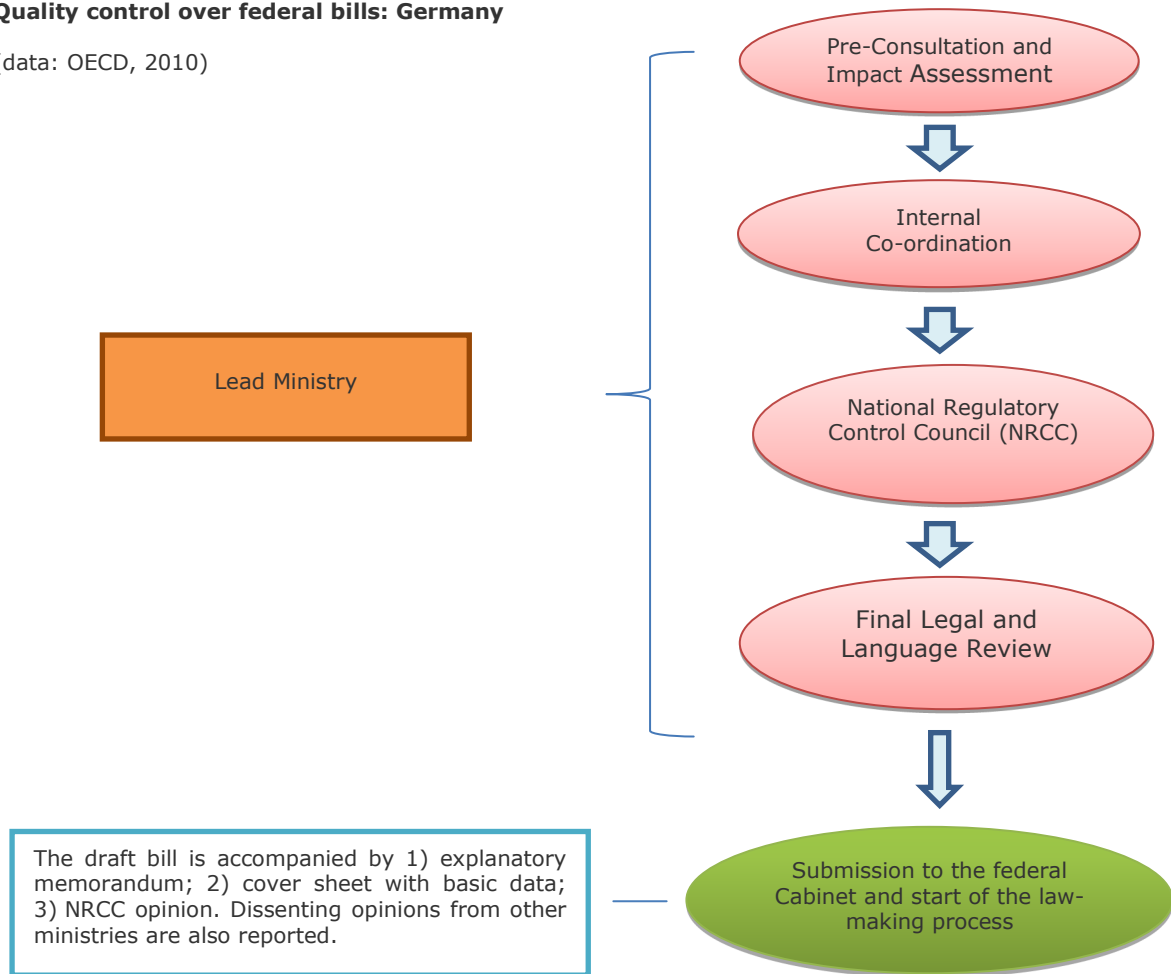 Quality control over federal bills: Germany
(data: OECD, 2010)
Pre-Consultation and
Impact Assessment
Internal
Co-ordination
Lead Ministry
National Regulatory
Control Council (NRCC)
Final Legal and
Language Review
The draft bill is accompanied by 1) explanatory
memorandum; 2) cover sheet with basic data;
3) NRCC opinion. Dissenting opinions from other
ministries are also reported.
Submission to the federal
Cabinet and start of the law-
making process